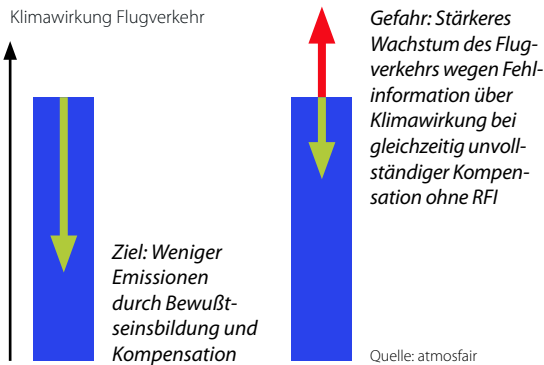 Klimawirkung Flugverkehr
Ziel: Weniger
Emissionen
durch Bewußt-
seinsbildung und
Kompensation
Gefahr: Stärkeres
Wachstum des Flug-
verkehrs wegen Fehl-
information über
Klimawirkung bei
gleichzeitig unvoll-
ständiger Kompen-
sation ohne RFI
Quelle: atmosfair